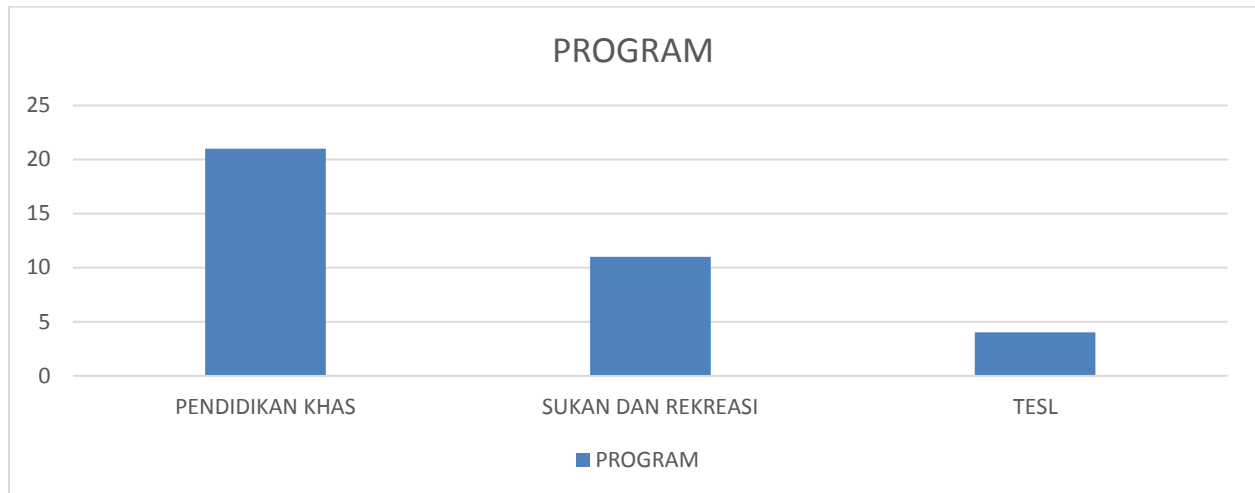 PROGRAM
25
20
15
10
5
0
PENDIDIKAN KHAS
SUKAN DAN REKREASI
TESL
PROGRAM